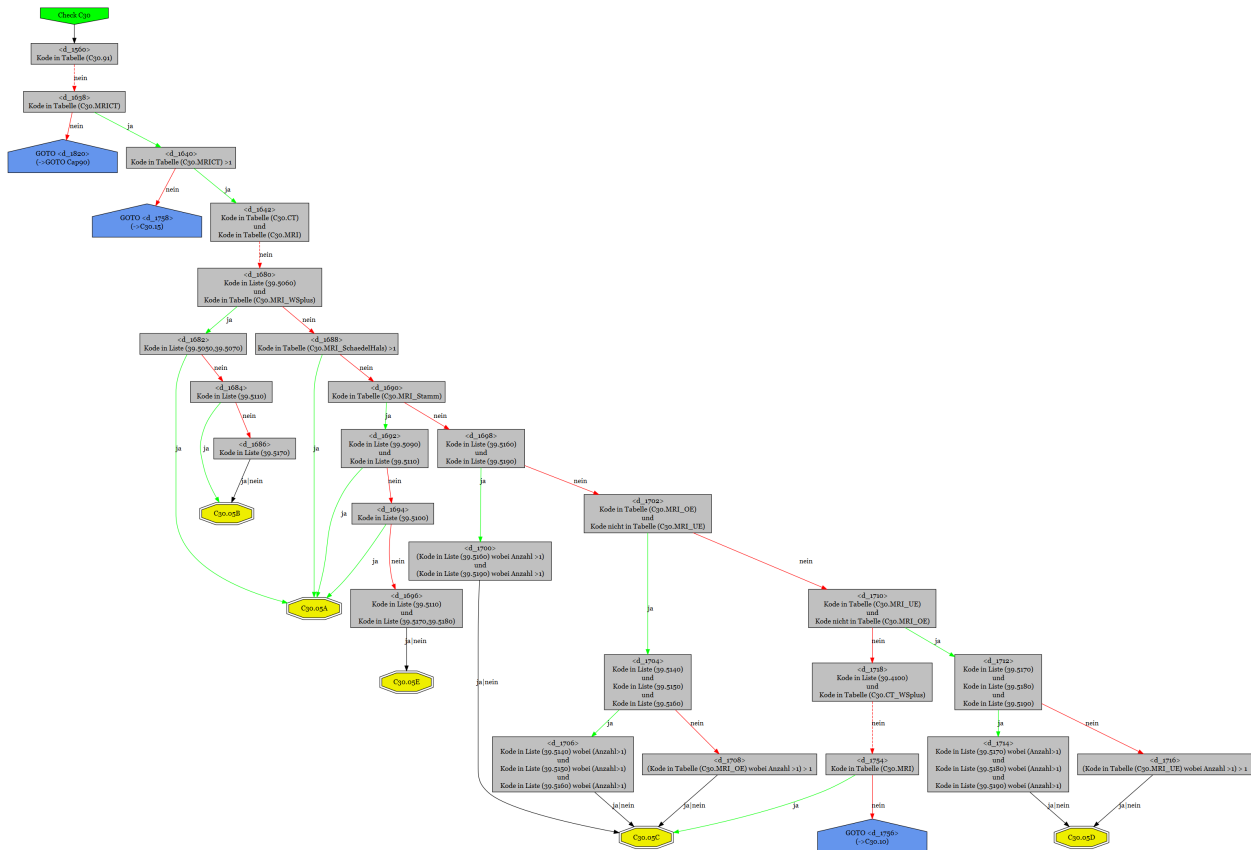 Check C30
<d_1560>
Kode in Tabelle (C30.91)
nein
<d_1638>
Kode in Tabelle (C30.MRICT)
nein
ja
GOTO <d_1820>
(->GOTO Cap90)
<d_1640>
Kode in Tabelle (C30.MRICT) >1
nein
ja
GOTO <d_1758>
(->C30.15)
<d_1642>
Kode in Tabelle (C30.CT)
und
Kode in Tabelle (C30.MRI)
nein
<d_1680>
Kode in Liste (39.5060)
und
Kode in Tabelle (C30.MRI_WSplus)
ja
nein
<d_1682>
Kode in Liste (39.5050,39.5070)
<d_1688>
Kode in Tabelle (C30.MRI_SchaedelHals) >1
nein
nein
<d_1684>
Kode in Liste (39.5110)
<d_1690>
Kode in Tabelle (C30.MRI_Stamm)
nein
ja
nein
<d_1686>
Kode in Liste (39.5170)
<d_1692>
Kode in Liste (39.5090)
und
Kode in Liste (39.5110)
<d_1698>
Kode in Liste (39.5160)
und
Kode in Liste (39.5190)
ja
ja
ja
ja|nein
nein
ja
nein
C30.05B
<d_1694>
Kode in Liste (39.5100)
<d_1702>
Kode in Tabelle (C30.MRI_OE)
und
Kode nicht in Tabelle (C30.MRI_UE)
ja
ja
nein
<d_1700>
(Kode in Liste (39.5160) wobei Anzahl >1)
und
(Kode in Liste (39.5190) wobei Anzahl >1)
nein
C30.05A
<d_1696>
Kode in Liste (39.5110)
und
Kode in Liste (39.5170,39.5180)
ja
<d_1710>
Kode in Tabelle (C30.MRI_UE)
und
Kode nicht in Tabelle (C30.MRI_OE)
ja|nein
nein
ja
C30.05E
ja|nein
<d_1704>
Kode in Liste (39.5140)
und
Kode in Liste (39.5150)
und
Kode in Liste (39.5160)
<d_1718>
Kode in Liste (39.4100)
und
Kode in Tabelle (C30.CT_WSplus)
<d_1712>
Kode in Liste (39.5170)
und
Kode in Liste (39.5180)
und
Kode in Liste (39.5190)
ja
nein
nein
ja
nein
<d_1706>
Kode in Liste (39.5140) wobei (Anzahl>1)
und
Kode in Liste (39.5150) wobei (Anzahl>1)
und
Kode in Liste (39.5160) wobei (Anzahl>1)
<d_1708>
(Kode in Tabelle (C30.MRI_OE) wobei Anzahl >1) > 1
<d_1754>
Kode in Tabelle (C30.MRI)
<d_1714>
Kode in Liste (39.5170) wobei (Anzahl>1)
und
Kode in Liste (39.5180) wobei (Anzahl>1)
und
Kode in Liste (39.5190) wobei (Anzahl>1)
<d_1716>
(Kode in Tabelle (C30.MRI_UE) wobei Anzahl >1) > 1
ja|nein
ja|nein
ja
nein
ja|nein
ja|nein
C30.05C
GOTO <d_1756>
(->C30.10)
C30.05D